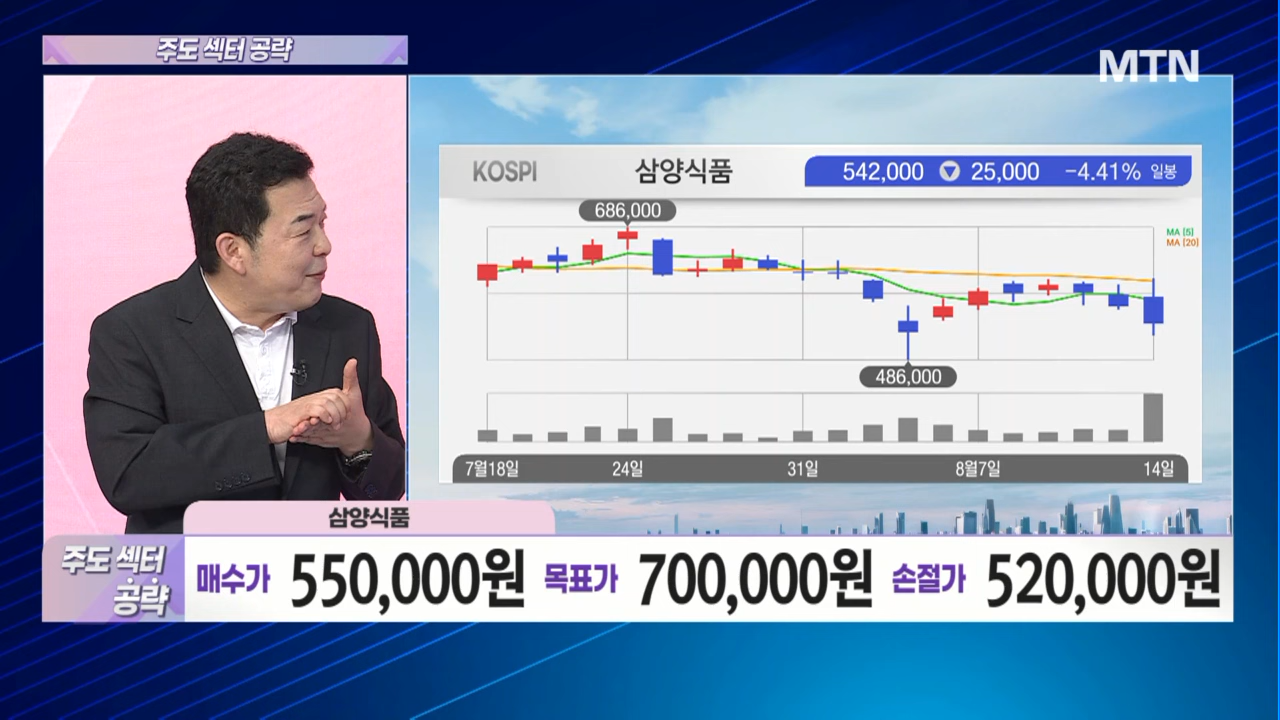 주도 섹터 공략
MTN
KOSPI 삼양식품 542,000 ▼ 25,000 -4.41% 일봉
686,000
MA [5]
MA [20]
486,000
7월18일 24일 31일 8월7일 14일
삼양식품
주도 섹터
공략
매수가 550,000원 목표가 700,000원 손절가 520,000원